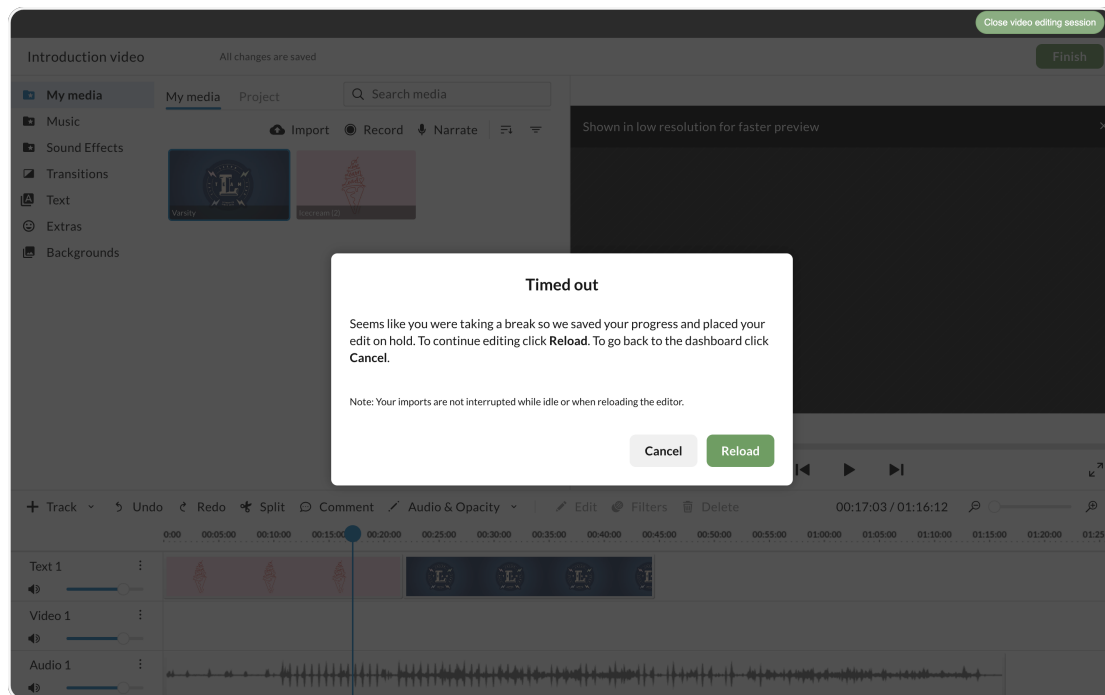 Close video editing session
Introduction video All changes are saved Finish
My media
Music
Sound Effects
Transitions
Text
Extras
Backgrounds
My media Project Search media
Import Record Narrate
Varsity Icecream (2)
Shown in low resolution for faster preview
Timed out
Seems like you were taking a break so we saved your progress and placed your
edit on hold. To continue editing click Reload. To go back to the dashboard click
Cancel.
Note: Your imports are not interrupted while idle or when reloading the editor.
Cancel Reload
Track Undo Redo Split Comment Audio & Opacity Edit Filters Delete 00:17:03 / 01:16:12
0:00 00:05:00 00:10:00 00:15:00 00:20:00 00:25:00 00:30:00 00:35:00 00:40:00 00:45:00 00:50:00 00:55:00 01:00:00 01:05:00 01:10:00 01:15:00 01:20:00 01:25
Text 1
Video 1
Audio 1